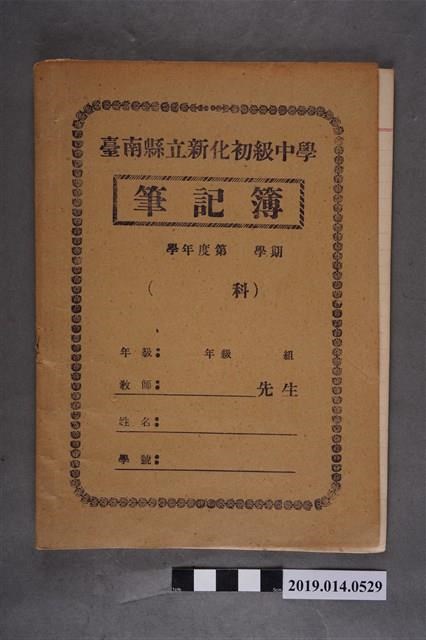 臺南縣立新化初級中學
筆記簿
學年度第 學期
( 科)
年級: 年級 組
教師: 先生
姓名:
學號:
2019.014.0529